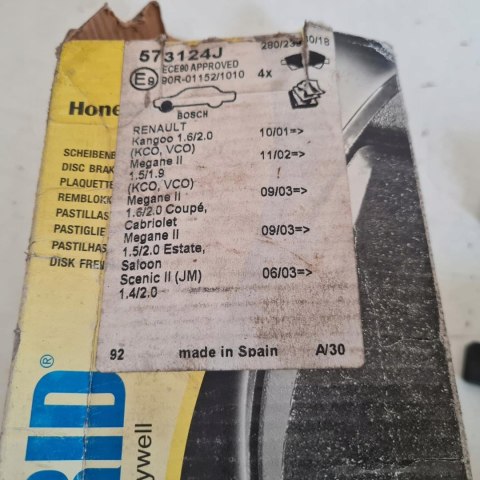 573124J
ECE90 APPROVED
E9 90R-01152/1010
4x
BOSCH
RENAULT
Kangoo 1.6/2.0 10/01=>
(KCO, VCO)
Megane II 11/02=>
1.5/1.9
(KCO, VCO)
Megane II 09/03=>
1.6/2.0 Coupé,
Cabriolet
Megane II 09/03=>
1.5/2.0 Estate,
Saloon
Scenic II (JM) 06/03=>
1.4/2.0
92 made in Spain A/30
Hone
SCHEIBENB
DISC BRAK
PLAQUETTE
REMBLOKK
PASTILLAS
PASTIGLIE
PASTILHAS
DISK FREN
RID®
ywell